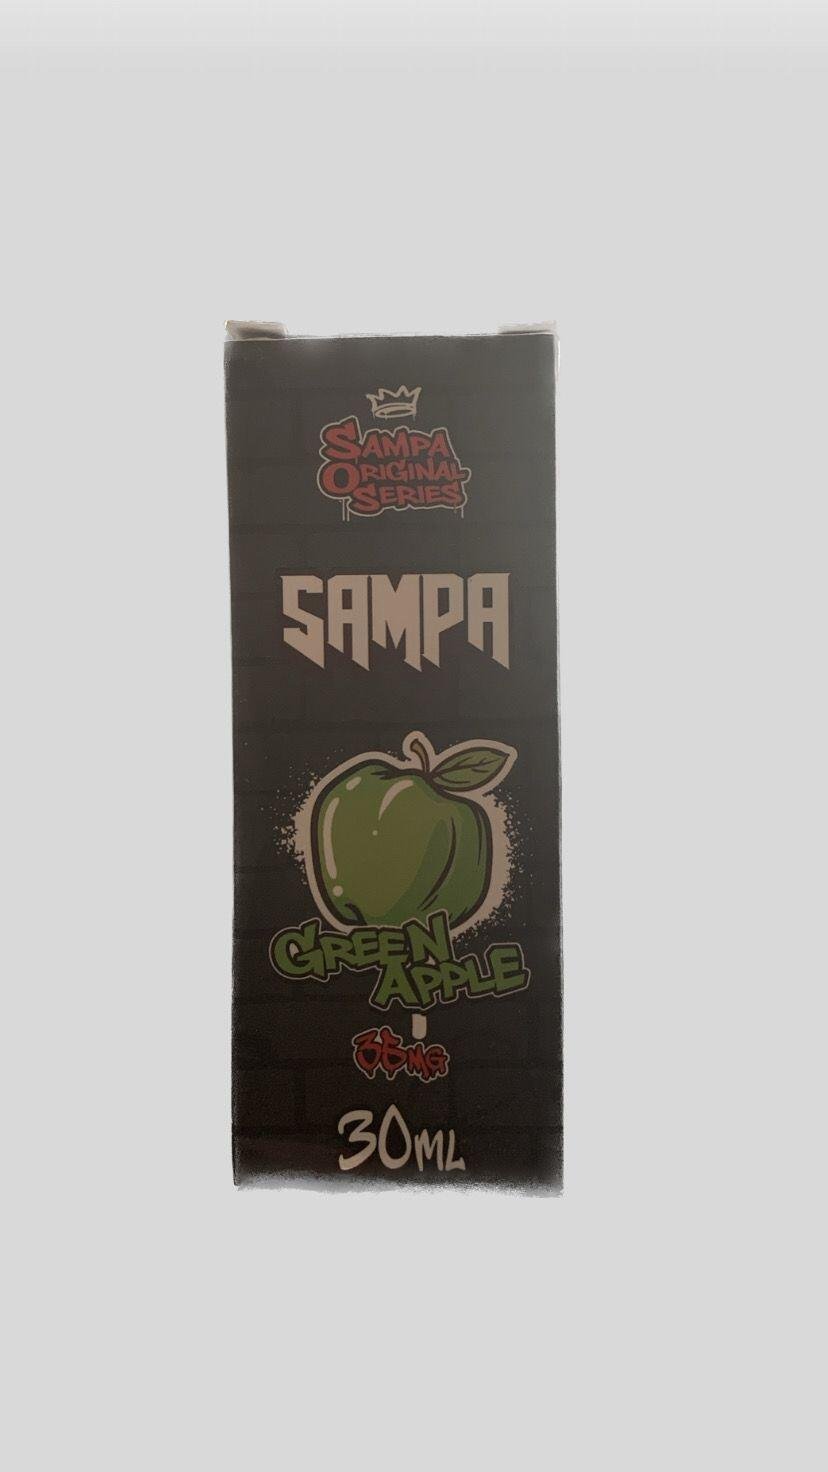 SAMPA
ORIGINAL
SERIES
SAMPA
GREEN
APPLE
35MG
30ML